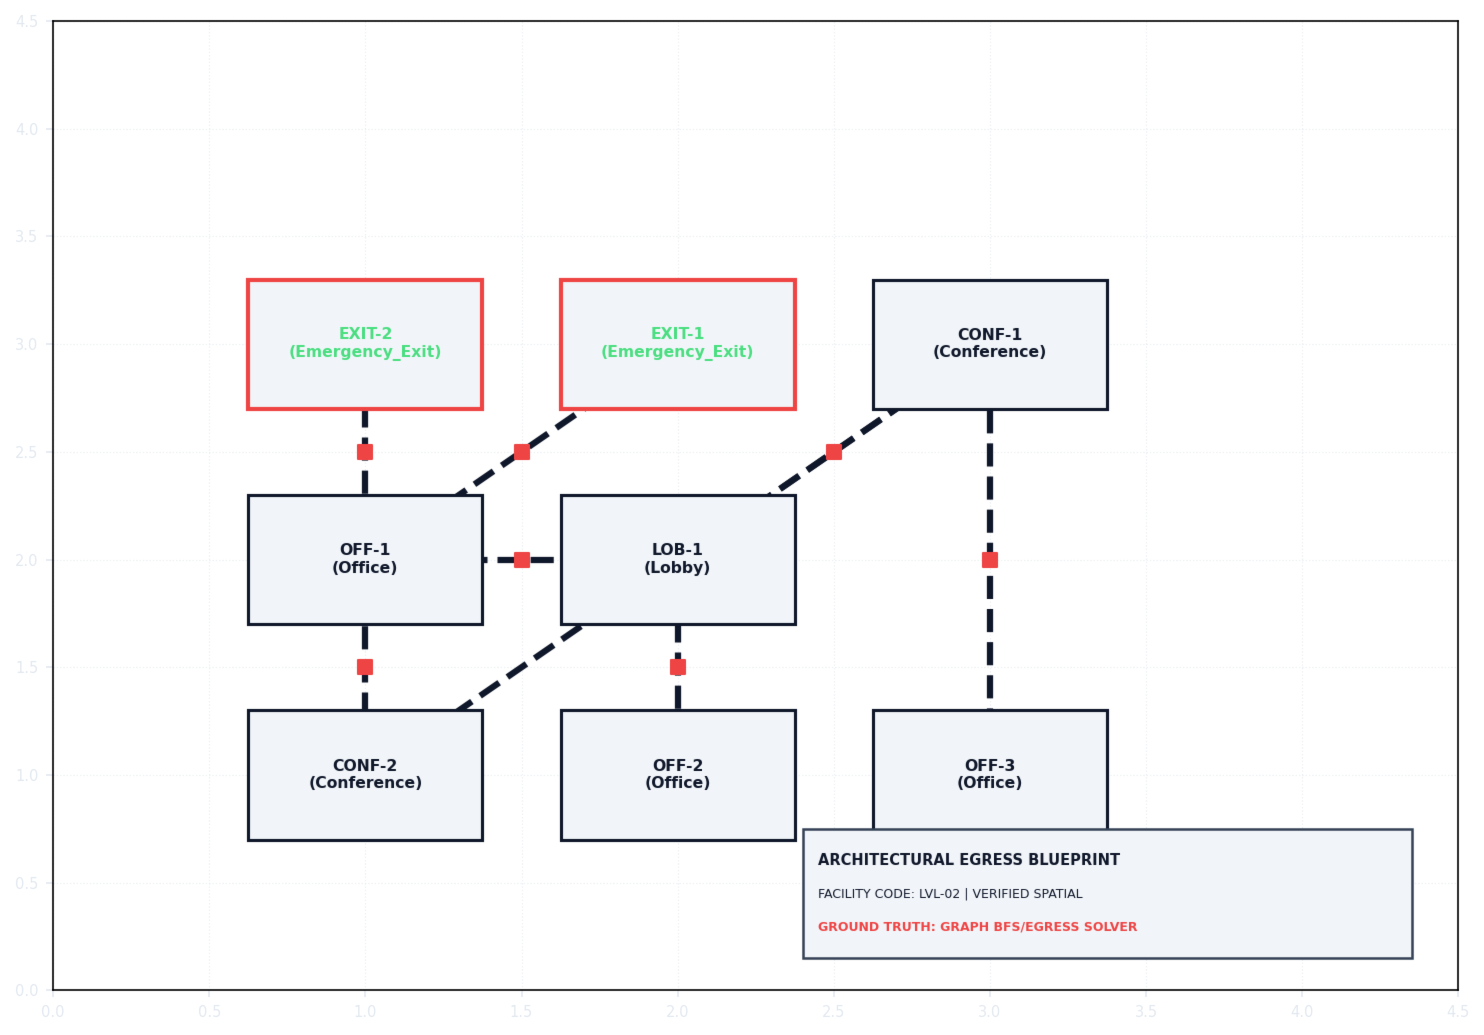 4.5
4.0
3.5
3.0
2.5
2.0
1.5
1.0
0.5
0.0
EXIT-2
(Emergency_Exit)
EXIT-1
(Emergency_Exit)
CONF-1
(Conference)
OFF-1
(Office)
LOB-1
(Lobby)
CONF-2
(Conference)
OFF-2
(Office)
OFF-3
(Office)
ARCHITECTURAL EGRESS BLUEPRINT
FACILITY CODE: LVL-02 | VERIFIED SPATIAL
GROUND TRUTH: GRAPH BFS/EGRESS SOLVER
0.0 0.5 1.0 1.5 2.0 2.5 3.0 3.5 4.0 4.5